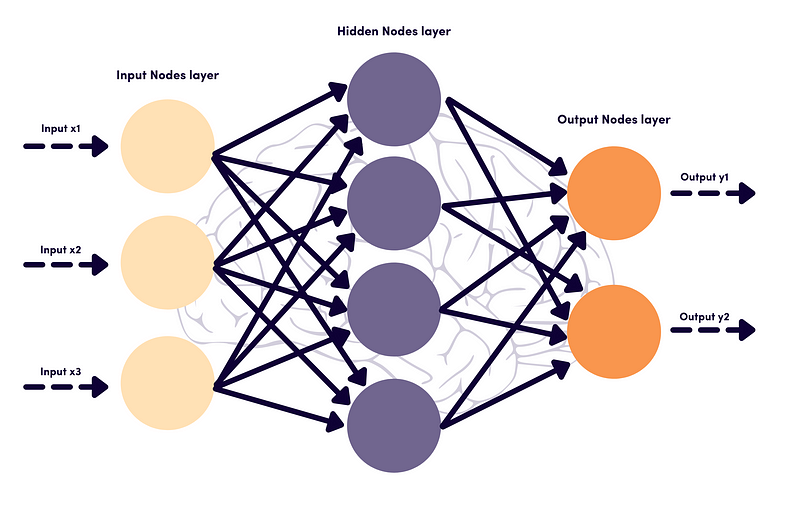 Hidden Nodes layer
Input Nodes layer
Output Nodes layer
Input x1
Output y1
Input x2
Output y2
Input x3